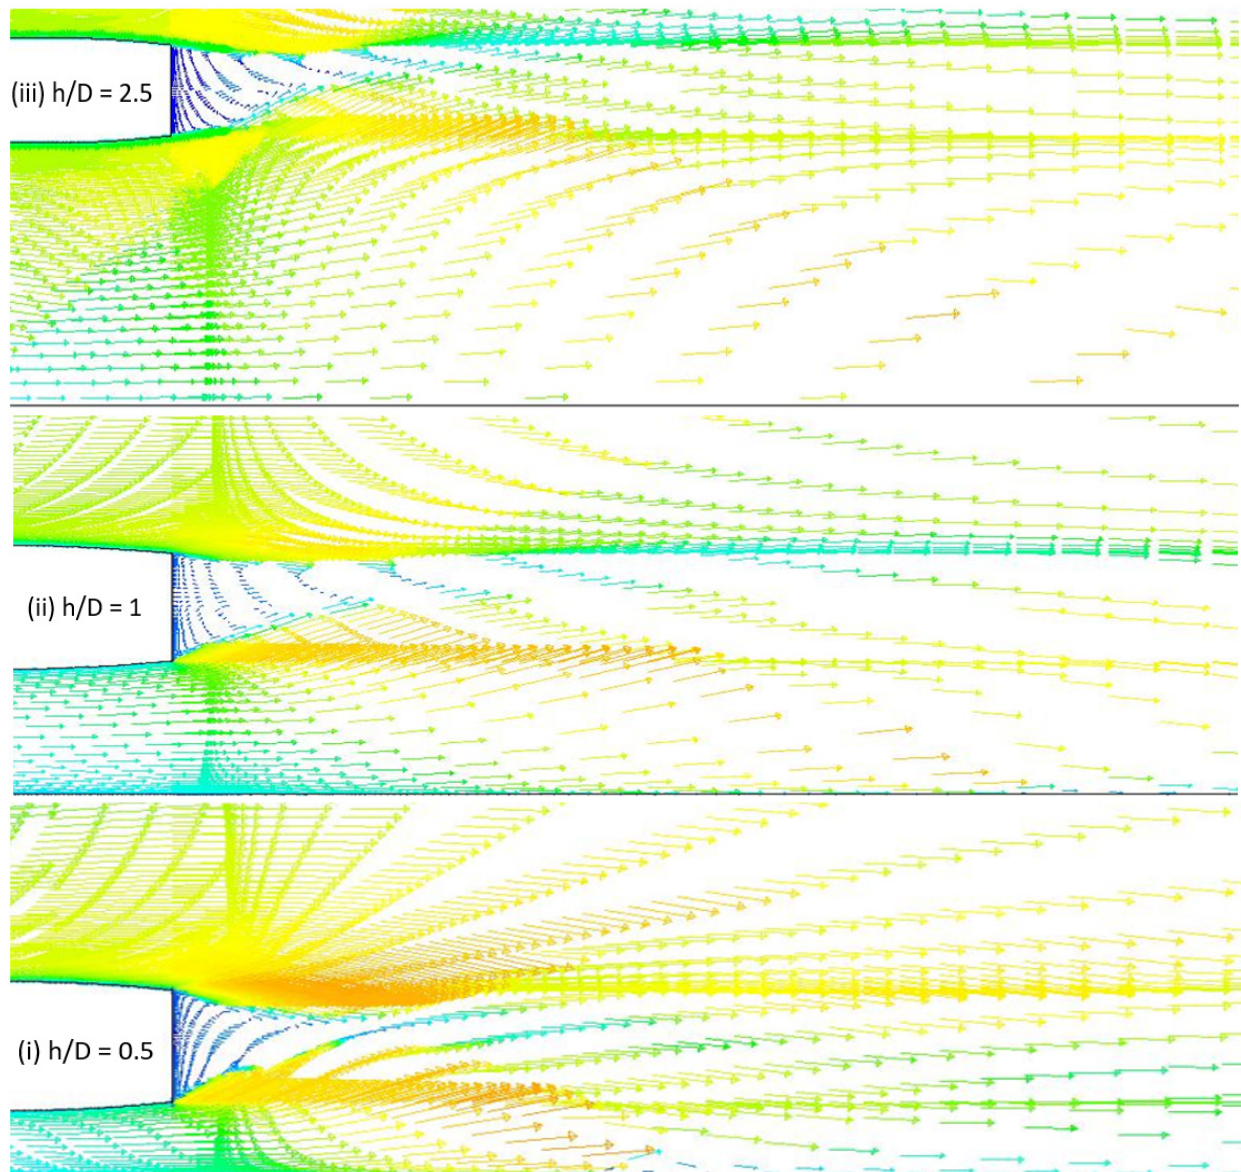 (iii) h/D = 2.5
(ii) h/D = 1
(i) h/D = 0.5